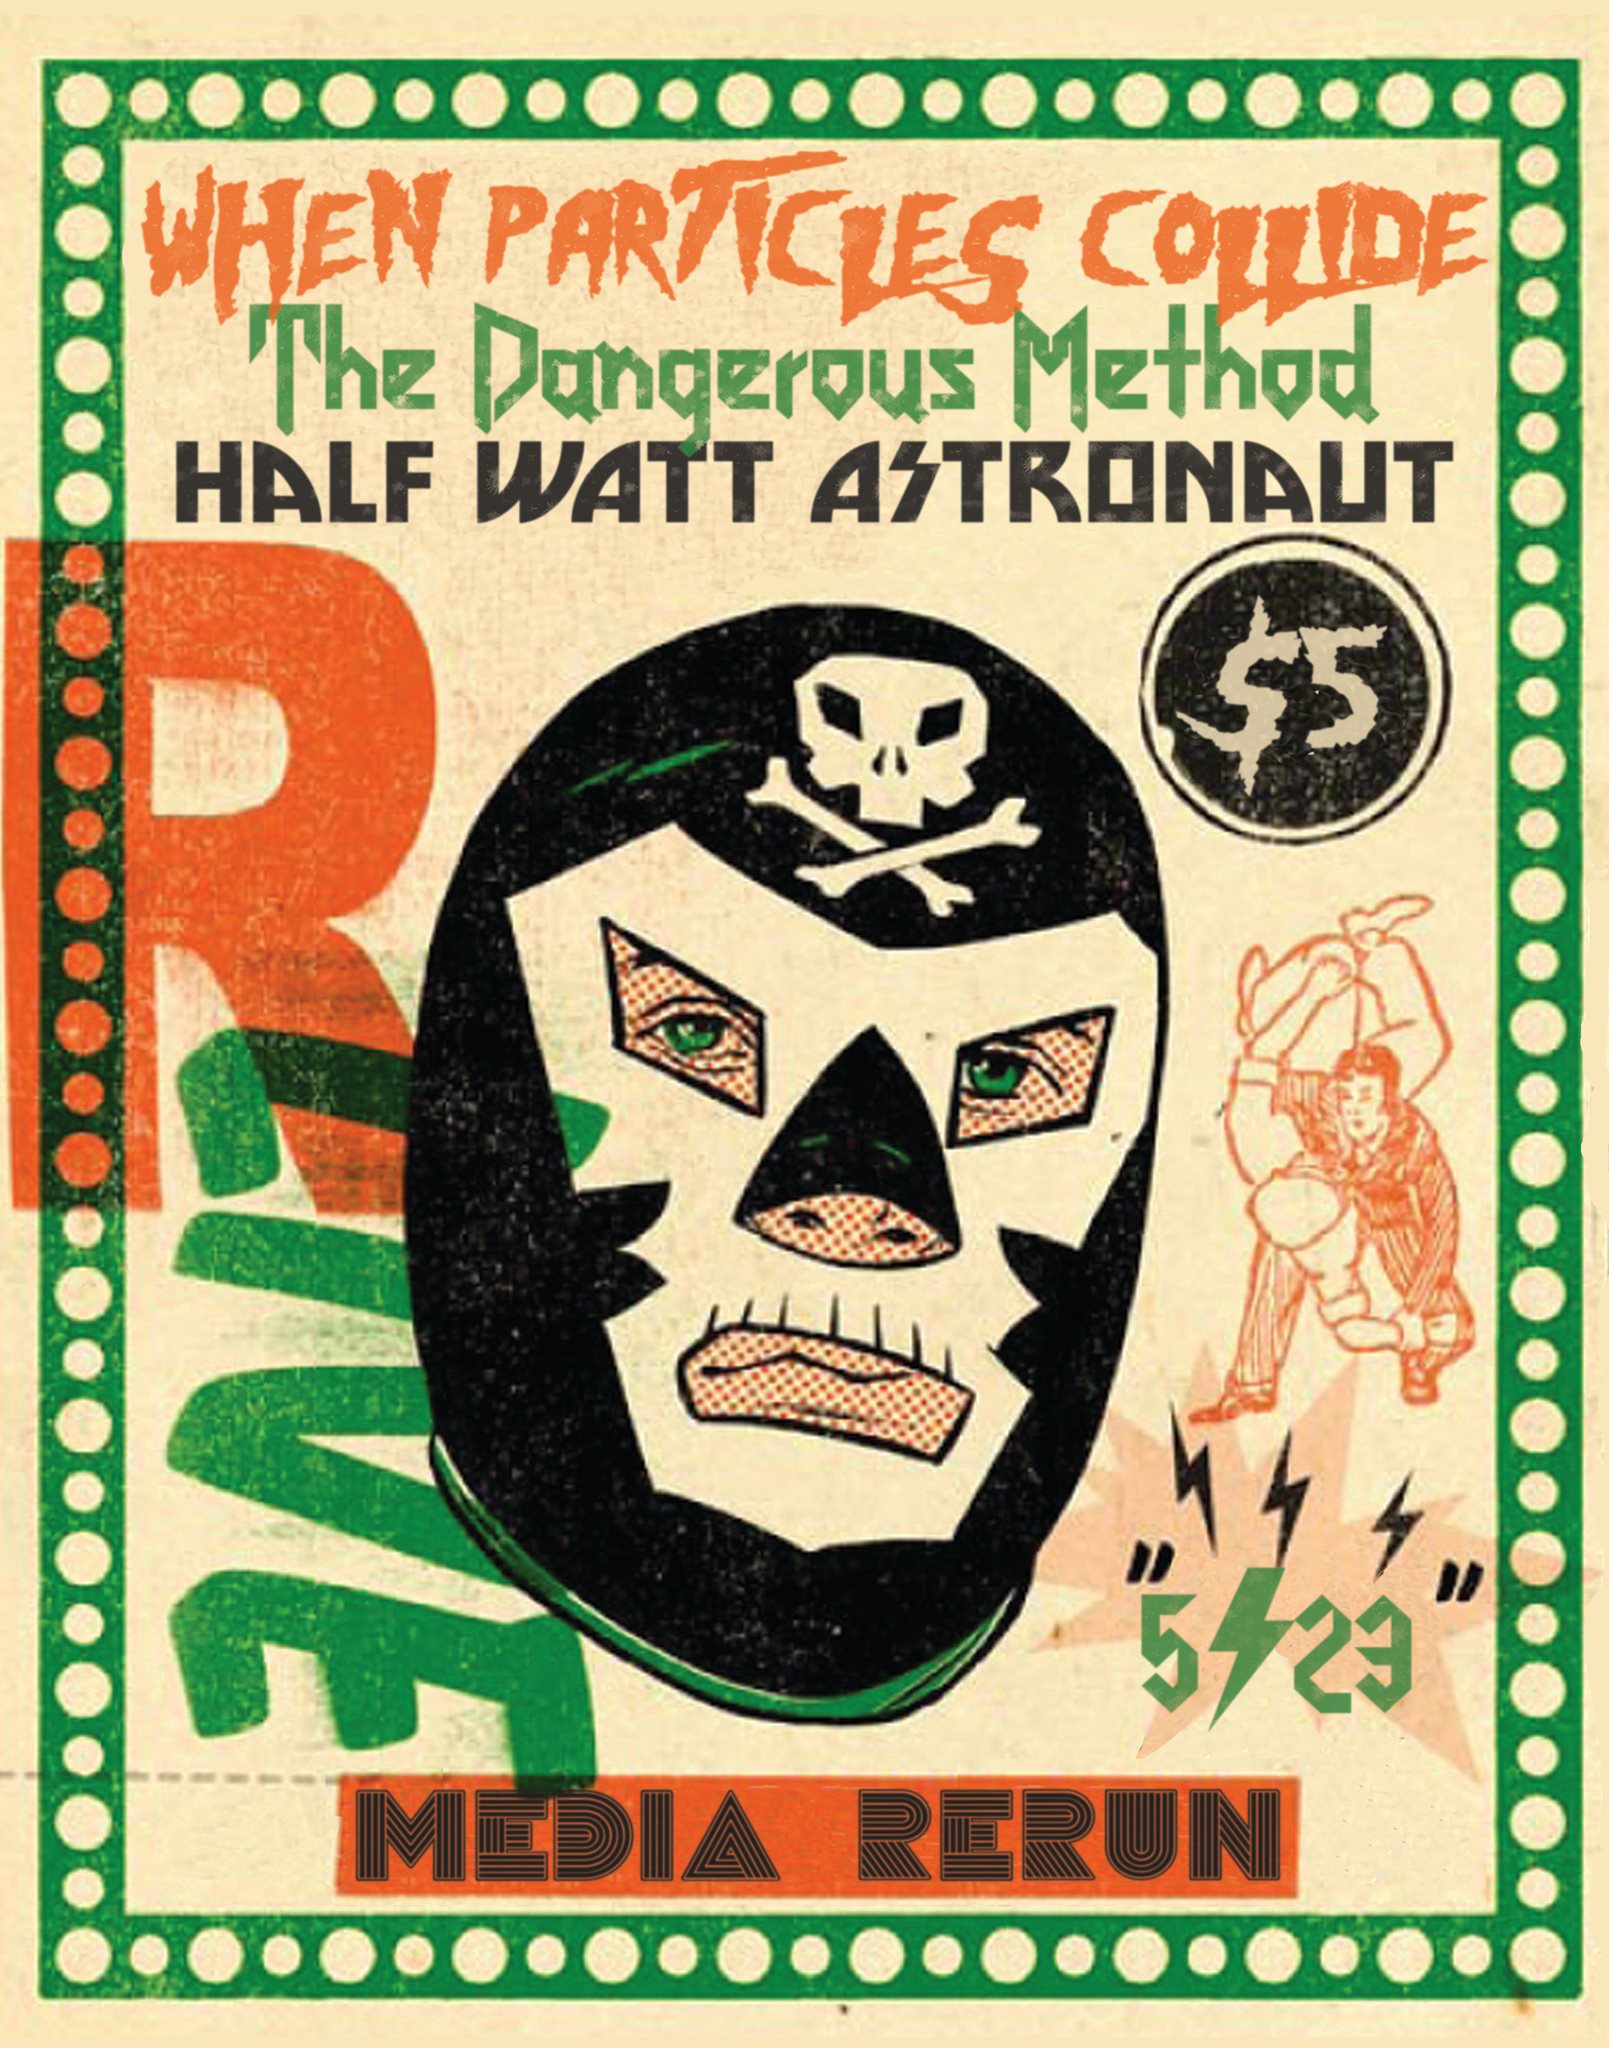 WHEN PARTICLES COLLIDE
The Dangerous Method
HALF WATT ASTRONAUT
$5
R
"5/23"
MEDIA RERUN